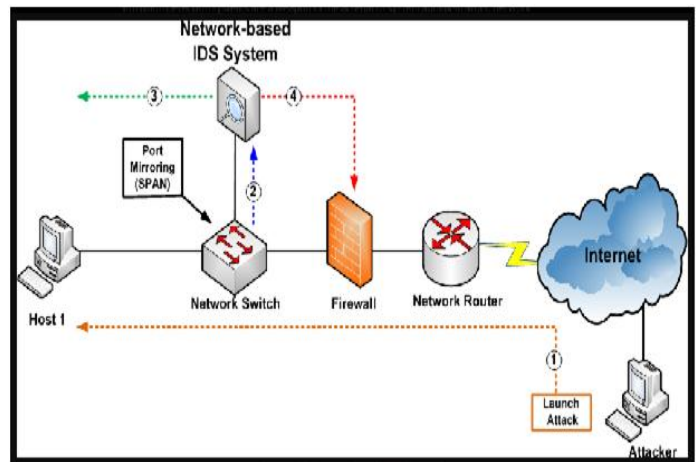 Network-based
IDS System
3
4
Port
Mirroring
(SPAN)
2
Internet
Network Switch
Firewall
Network Router
Host 1
1
Launch
Attack
Attacker